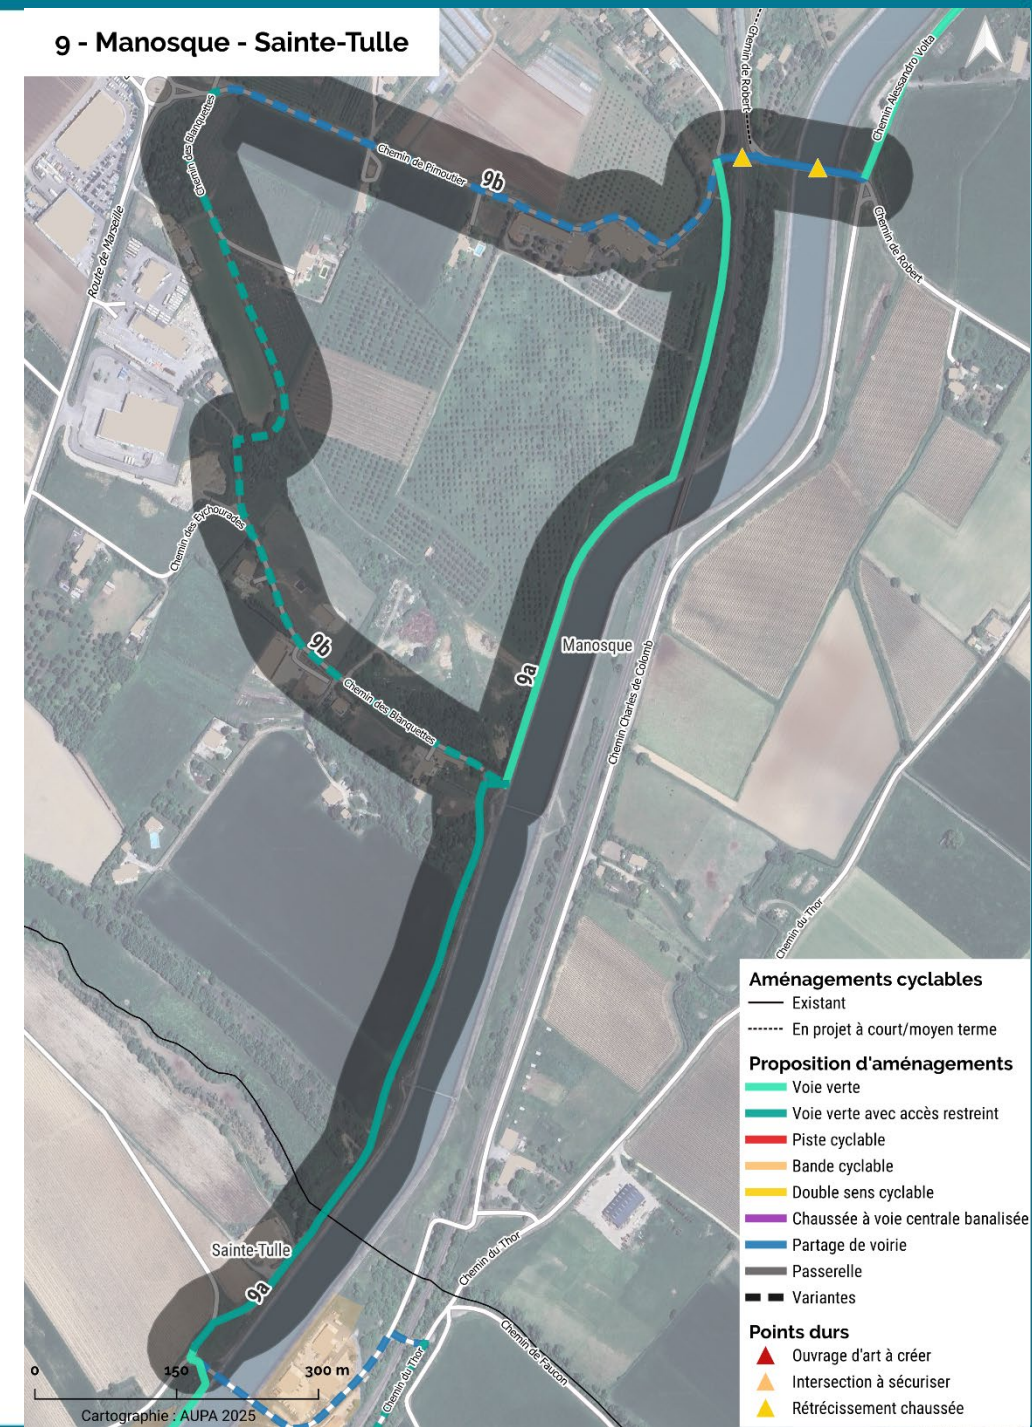 9 - Manosque - Sainte-Tulle
Chemin de Robert
Chemin Alessandro Volta
Chemin des Blanquettes
Chemin de Pimoutier
9b
Route de Marseille
Chemin de Robert
Chemin des Eychourades
9b
Manosque
9a
Chemin Charles de Colomb
Chemin des Blanquettes
Chemin du Thor
Aménagements cyclables
Existant
En projet à court/moyen terme
Proposition d'aménagements
Voie verte
Voie verte avec accès restreint
Piste cyclable
Bande cyclable
Double sens cyclable
Chaussée à voie centrale banalisée
Partage de voirie
Passerelle
Variantes
Points durs
Ouvrage d'art à créer
Intersection à sécuriser
Rétrécissement chaussée
Sainte-Tulle
Chemin du Thor
9a
Chemin de Faucon
Chemin du Thor
0 150 300 m
Cartographie : AUPA 2025